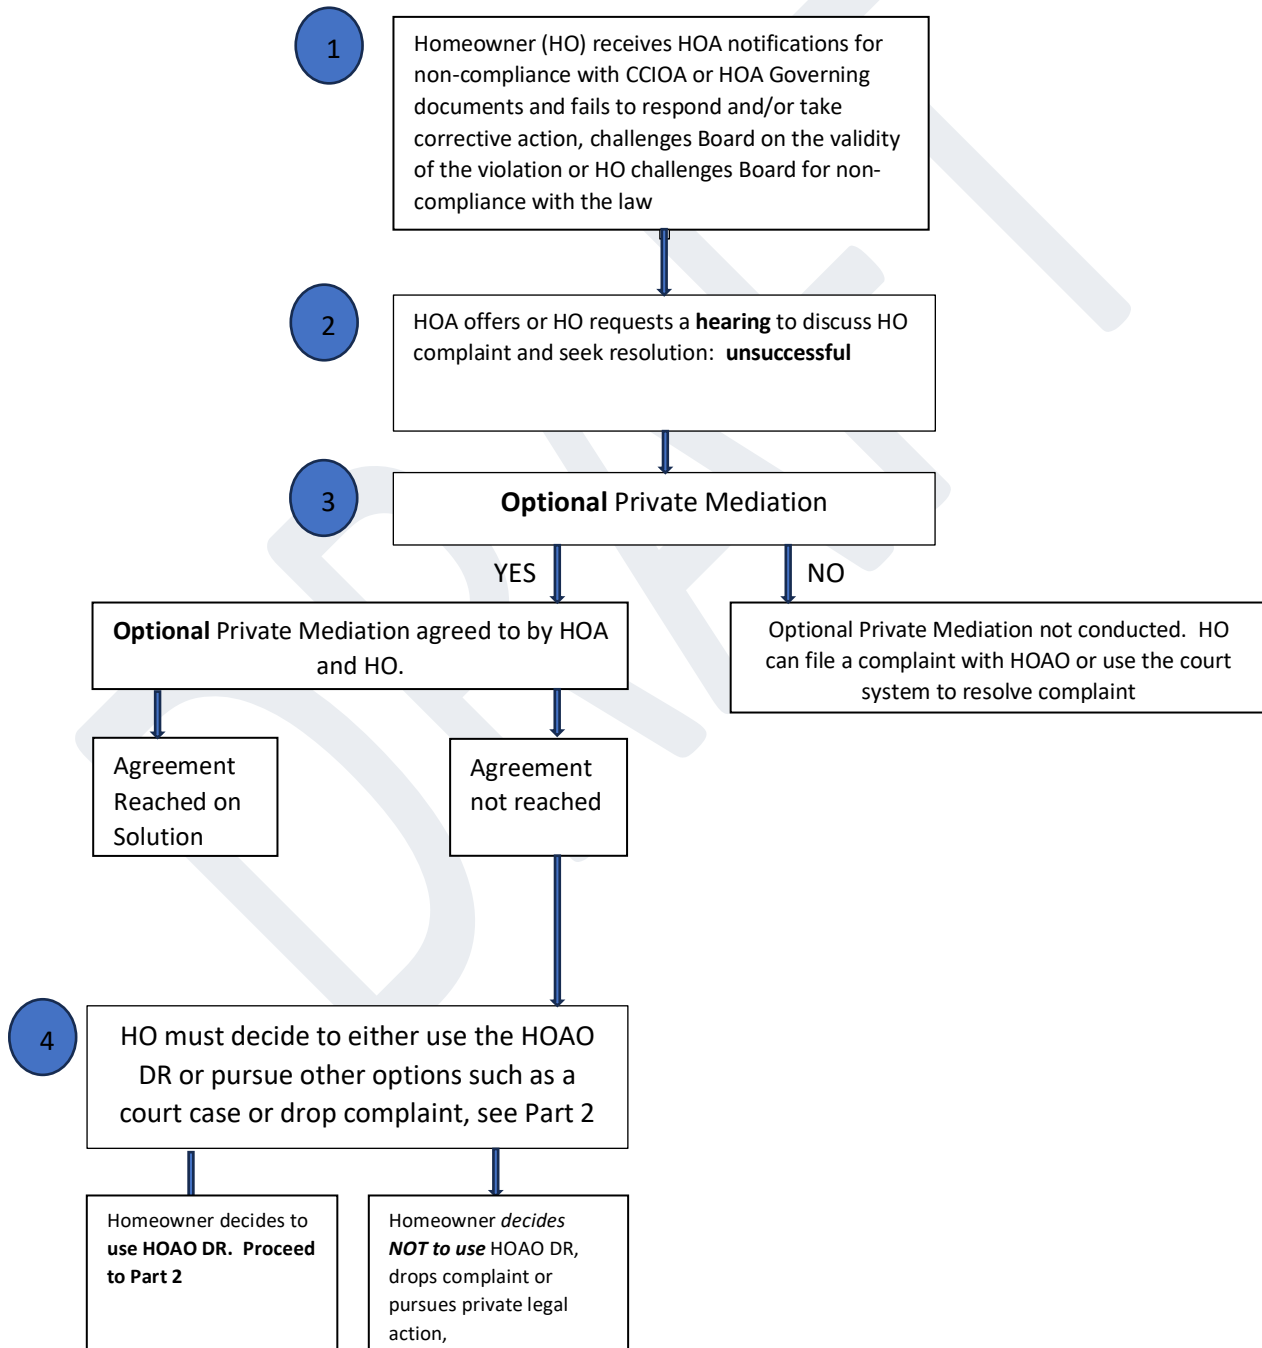 1
Homeowner (HO) receives HOA notifications for
non-compliance with CCIOA or HOA Governing
documents and fails to respond and/or take
corrective action, challenges Board on the validity
of the violation or HO challenges Board for non-
compliance with the law
2
HOA offers or HO requests a hearing to discuss HO
complaint and seek resolution:  unsuccessful
3
Optional Private Mediation
YES
NO
Optional Private Mediation agreed to by HOA
and HO.
Optional Private Mediation not conducted.  HO
can file a complaint with HOAO or use the court
system to resolve complaint
Agreement
Reached on
Solution
Agreement
not reached
4
HO must decide to either use the HOAO
DR or pursue other options such as a
court case or drop complaint, see Part 2
Homeowner decides to
use HOAO DR.  Proceed
to Part 2
Homeowner decides
NOT to use HOAO DR,
drops complaint or
pursues private legal
action,
DRAFT